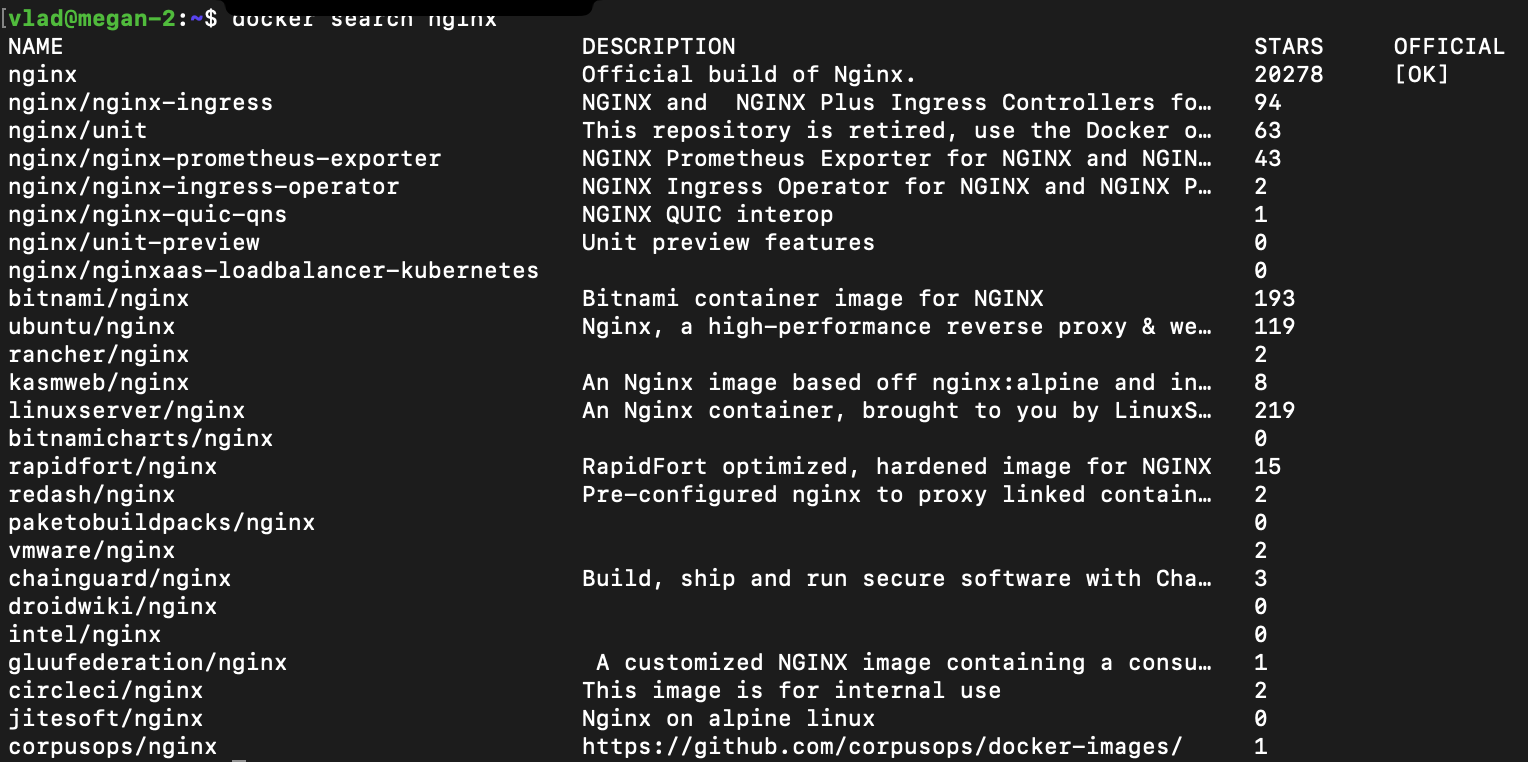 [vlad@megan-2:~$ docker search nginx
NAME DESCRIPTION STARS OFFICIAL
nginx Official build of Nginx. 20278 [OK]
nginx/nginx-ingress NGINX and  NGINX Plus Ingress Controllers fo… 94
nginx/unit This repository is retired, use the Docker o… 63
nginx/nginx-prometheus-exporter NGINX Prometheus Exporter for NGINX and NGIN… 43
nginx/nginx-ingress-operator NGINX Ingress Operator for NGINX and NGINX P… 2
nginx/nginx-quic-qns NGINX QUIC interop 1
nginx/unit-preview Unit preview features 0
nginx/nginxaas-loadbalancer-kubernetes 0
bitnami/nginx Bitnami container image for NGINX 193
ubuntu/nginx Nginx, a high-performance reverse proxy & we… 119
rancher/nginx 2
kasmweb/nginx An Nginx image based off nginx:alpine and in… 8
linuxserver/nginx An Nginx container, brought to you by LinuxS… 219
bitnamicharts/nginx 0
rapidfort/nginx RapidFort optimized, hardened image for NGINX 15
redash/nginx Pre-configured nginx to proxy linked contain… 2
paketobuildpacks/nginx 0
vmware/nginx 2
chainguard/nginx Build, ship and run secure software with Cha… 3
droidwiki/nginx 0
intel/nginx 0
gluufederation/nginx A customized NGINX image containing a consu… 1
circleci/nginx This image is for internal use 2
jitesoft/nginx Nginx on alpine linux 0
corpusops/nginx https://github.com/corpusops/docker-images/ 1